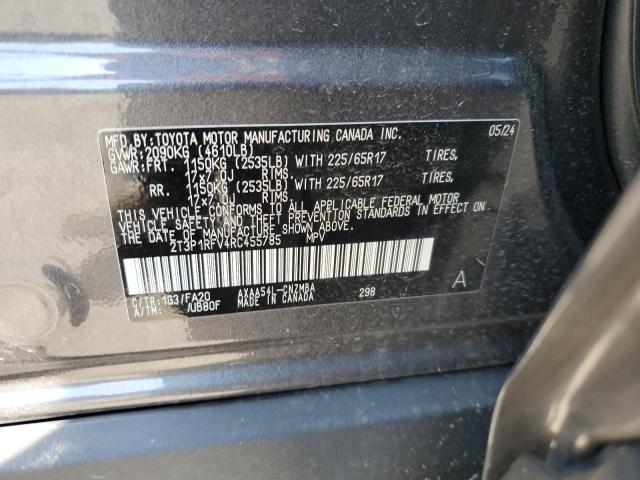 MFD.BY:TOYOTA MOTOR MANUFACTURING CANADA INC. 05/24
GVWR:2090KG (4610LB)
GAWR:FRT. 1150KG (2535LB) WITH 225/65R17 TIRES,
17x7.0J RIMS.
RR. 1150KG (2535LB) WITH 225/65R17 TIRES,
17x7.0J RIMS.
THIS VEHICLE CONFORMS TO ALL APPLICABLE FEDERAL MOTOR
VEHICLE SAFETY AND THEFT PREVENTION STANDARDS IN EFFECT
ON THE DATE OF MANUFACTURE SHOWN ABOVE.
2T3P1RFV4RC455785 MPV
C/TR:1G3/FA20 AXAA54L-CNZMBA 298 A
A/TM: /UB80F MADE IN CANADA